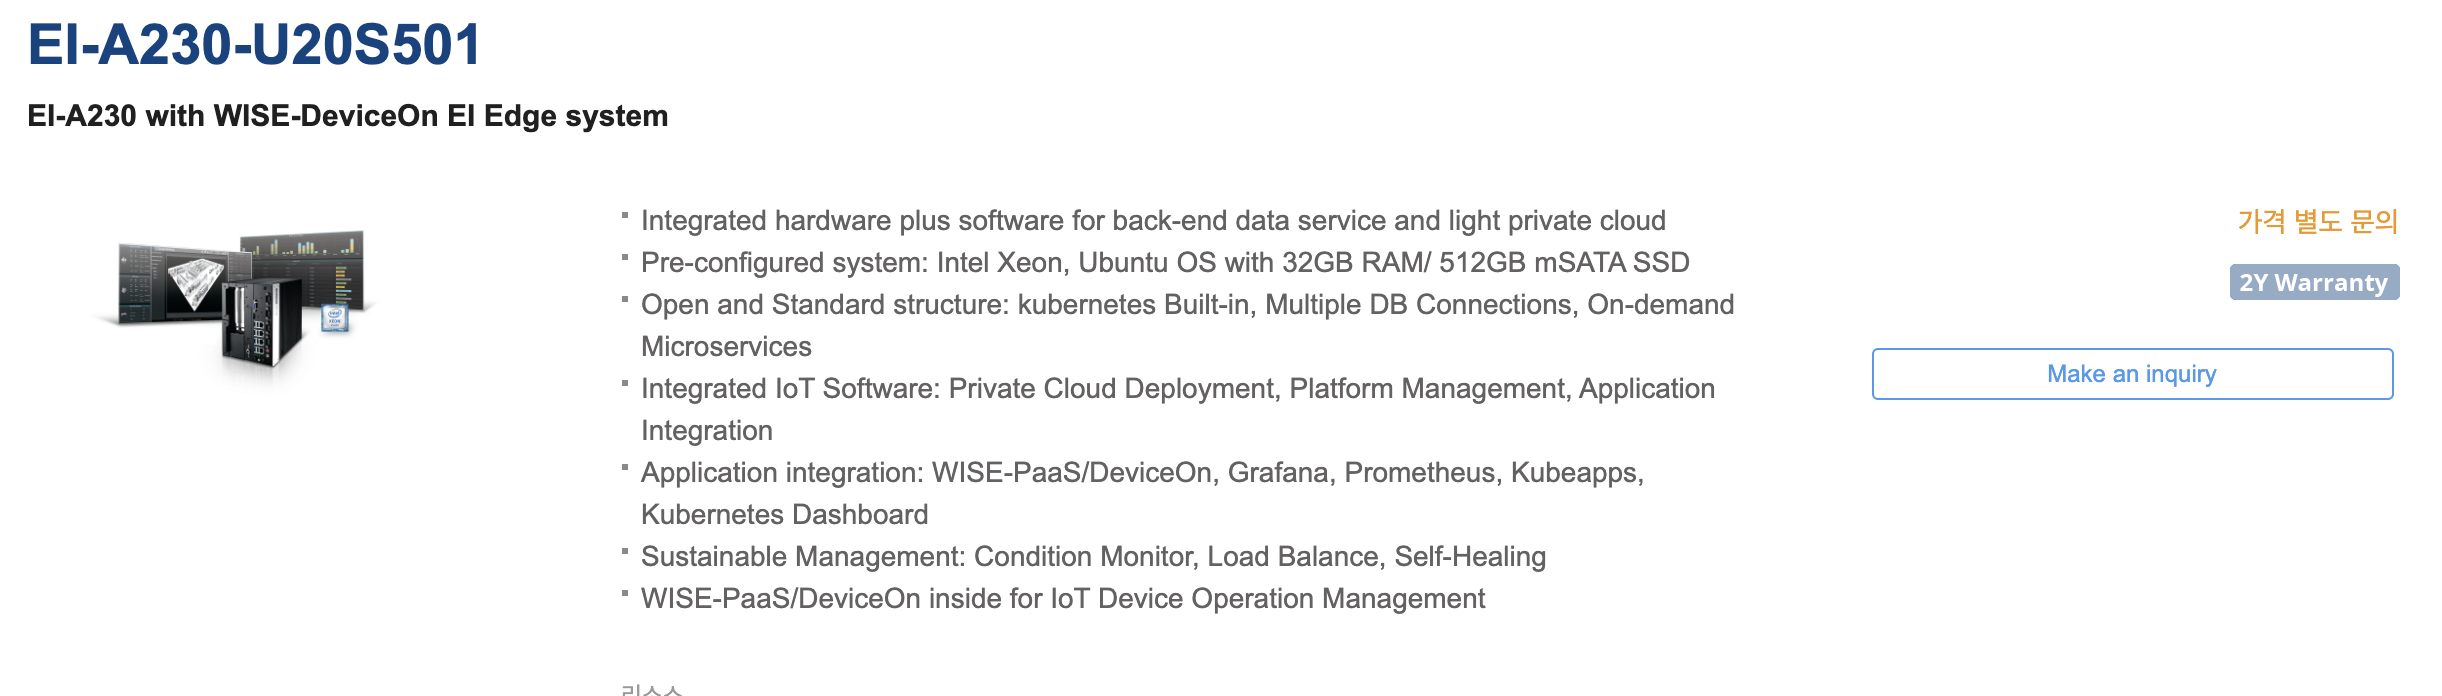 EI-A230-U20S501
EI-A230 with WISE-DeviceOn EI Edge system
Integrated hardware plus software for back-end data service and light private cloud
Pre-configured system: Intel Xeon, Ubuntu OS with 32GB RAM/ 512GB mSATA SSD
Open and Standard structure: kubernetes Built-in, Multiple DB Connections, On-demand
Microservices
Integrated IoT Software: Private Cloud Deployment, Platform Management, Application
Integration
Application integration: WISE-PaaS/DeviceOn, Grafana, Prometheus, Kubeapps,
Kubernetes Dashboard
Sustainable Management: Condition Monitor, Load Balance, Self-Healing
WISE-PaaS/DeviceOn inside for IoT Device Operation Management
가격 별도 문의
2Y Warranty
Make an inquiry
리소스